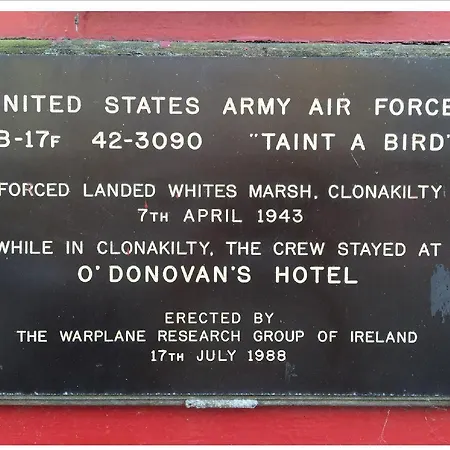 UNITED STATES ARMY AIR FORCE
B-17F 42-3090 "TAINT A BIRD"
FORCED LANDED WHITES MARSH, CLONAKILTY
7TH APRIL 1943
WHILE IN CLONAKILTY, THE CREW STAYED AT
O'DONOVAN'S HOTEL
ERECTED BY
THE WARPLANE RESEARCH GROUP OF IRELAND
17TH JULY 1988